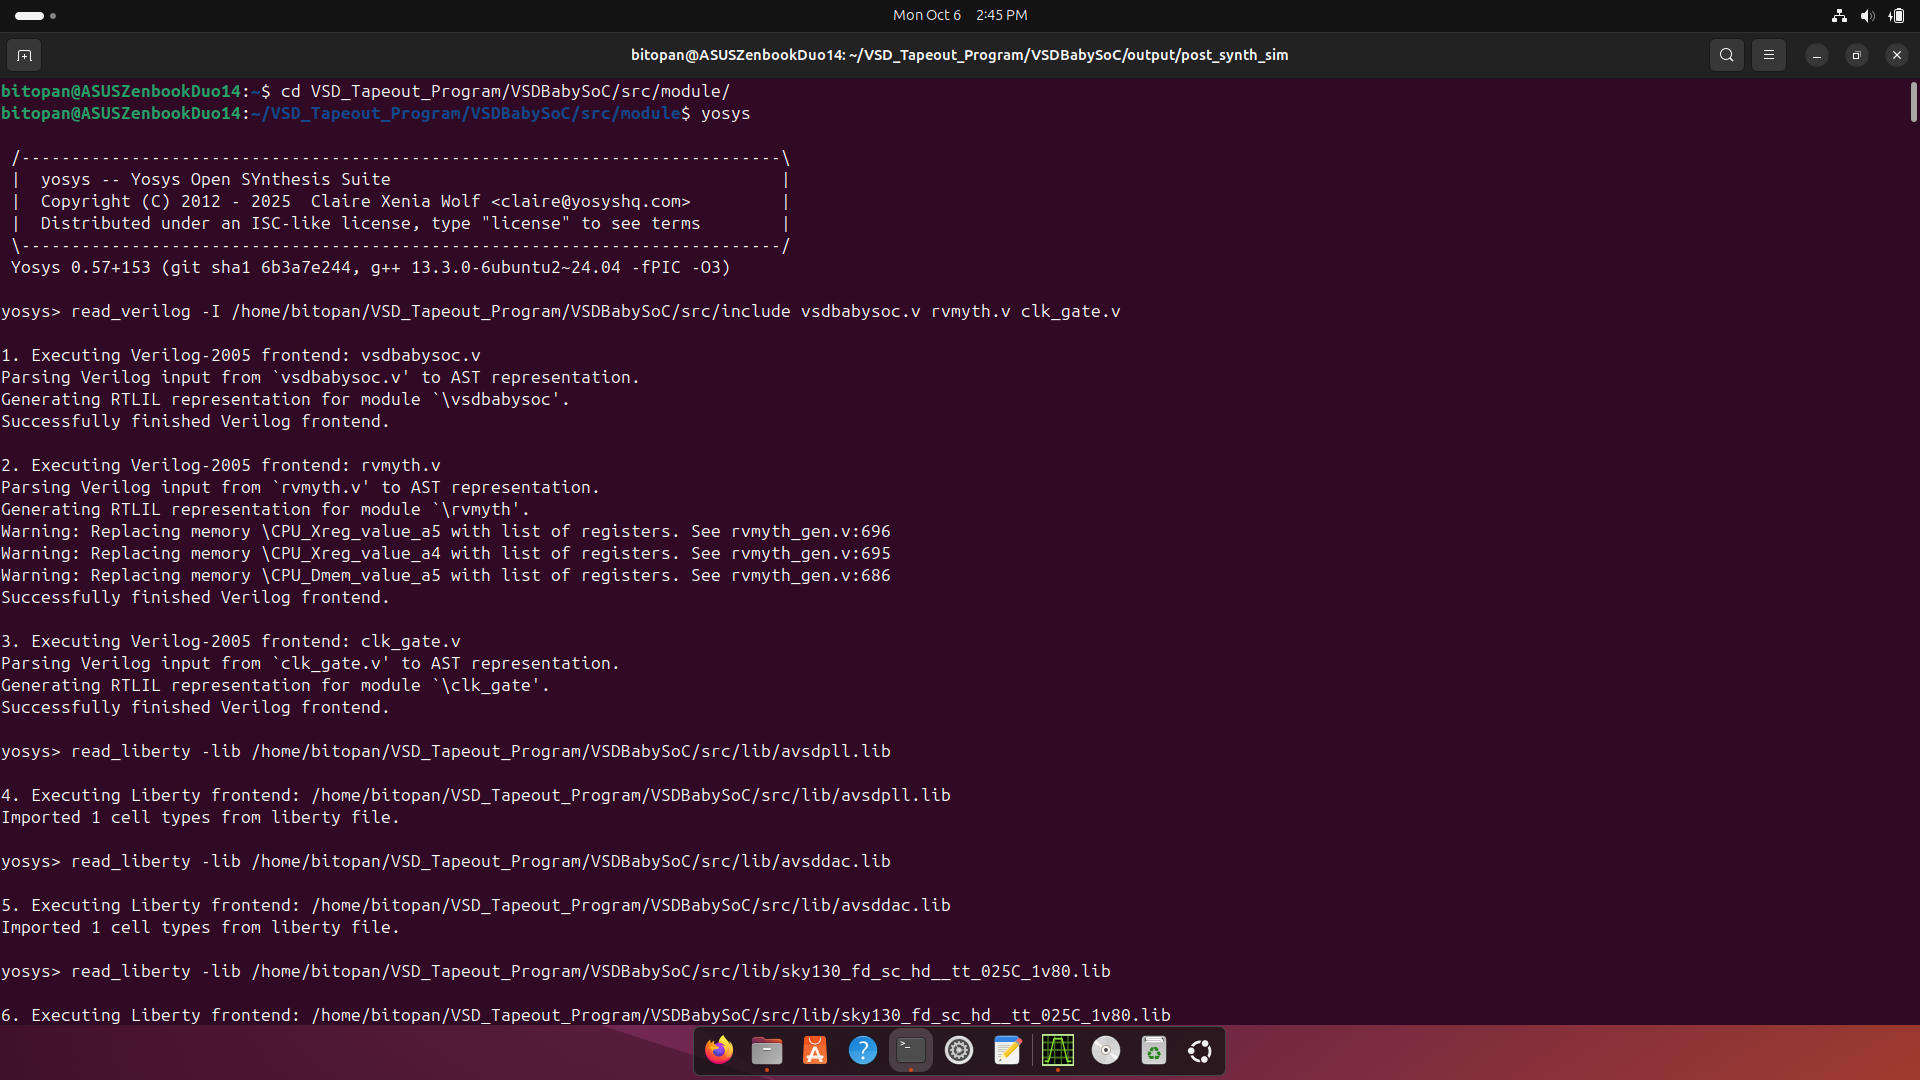 Mon Oct 6 2:45 PM
bitopan@ASUSZenbookDuo14: ~/VSD_Tapeout_Program/VSDBabySoC/output/post_synth_sim
bitopan@ASUSZenbookDuo14:~$ cd VSD_Tapeout_Program/VSDBabySoC/src/module/
bitopan@ASUSZenbookDuo14:~/VSD_Tapeout_Program/VSDBabySoC/src/module$ yosys
/----------------------------------------------------------------------------\
| yosys -- Yosys Open SYnthesis Suite |
| Copyright (C) 2012 - 2025 Claire Xenia Wolf <claire@yosyshq.com> |
| Distributed under an ISC-like license, type "license" to see terms |
\----------------------------------------------------------------------------/
Yosys 0.57+153 (git sha1 6b3a7e244, g++ 13.3.0-6ubuntu2~24.04 -fPIC -O3)
yosys> read_verilog -I /home/bitopan/VSD_Tapeout_Program/VSDBabySoC/src/include vsdbabysoc.v rvmyth.v clk_gate.v
1. Executing Verilog-2005 frontend: vsdbabysoc.v
Parsing Verilog input from `vsdbabysoc.v' to AST representation.
Generating RTLIL representation for module `\vsdbabysoc'.
Successfully finished Verilog frontend.
2. Executing Verilog-2005 frontend: rvmyth.v
Parsing Verilog input from `rvmyth.v' to AST representation.
Generating RTLIL representation for module `\rvmyth'.
Warning: Replacing memory \CPU_Xreg_value_a5 with list of registers. See rvmyth_gen.v:696
Warning: Replacing memory \CPU_Xreg_value_a4 with list of registers. See rvmyth_gen.v:695
Warning: Replacing memory \CPU_Dmem_value_a5 with list of registers. See rvmyth_gen.v:686
Successfully finished Verilog frontend.
3. Executing Verilog-2005 frontend: clk_gate.v
Parsing Verilog input from `clk_gate.v' to AST representation.
Generating RTLIL representation for module `\clk_gate'.
Successfully finished Verilog frontend.
yosys> read_liberty -lib /home/bitopan/VSD_Tapeout_Program/VSDBabySoC/src/lib/avsdpll.lib
4. Executing Liberty frontend: /home/bitopan/VSD_Tapeout_Program/VSDBabySoC/src/lib/avsdpll.lib
Imported 1 cell types from liberty file.
yosys> read_liberty -lib /home/bitopan/VSD_Tapeout_Program/VSDBabySoC/src/lib/avsddac.lib
5. Executing Liberty frontend: /home/bitopan/VSD_Tapeout_Program/VSDBabySoC/src/lib/avsddac.lib
Imported 1 cell types from liberty file.
yosys> read_liberty -lib /home/bitopan/VSD_Tapeout_Program/VSDBabySoC/src/lib/sky130_fd_sc_hd__tt_025C_1v80.lib
6. Executing Liberty frontend: /home/bitopan/VSD_Tapeout_Program/VSDBabySoC/src/lib/sky130_fd_sc_hd__tt_025C_1v80.lib